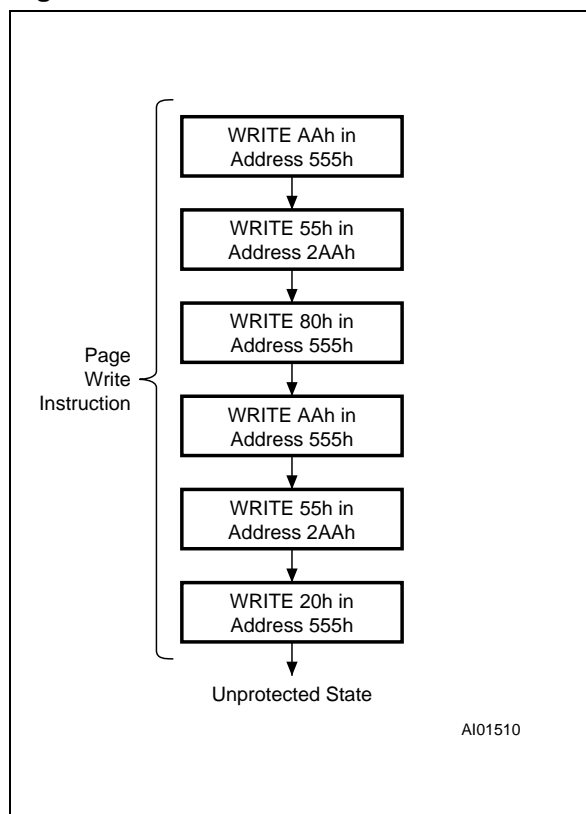 WRITE AAh in
Address 555h
WRITE 55h in
Address 2AAh
WRITE 80h in
Address 555h
Page
Write
Instruction
WRITE AAh in
Address 555h
WRITE 55h in
Address 2AAh
WRITE 20h in
Address 555h
Unprotected State
AI01510